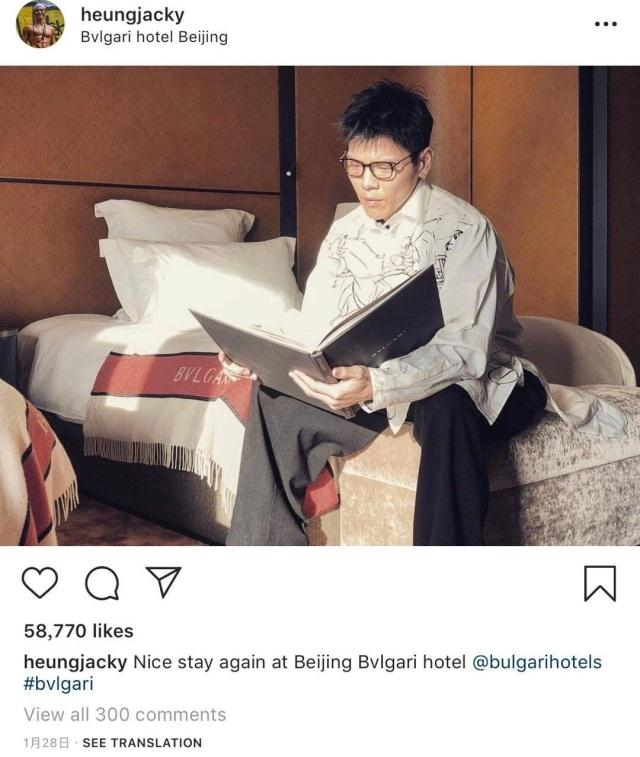 heungjacky
Bvlgari hotel Beijing
BVLGARI
58,770 likes
heungjacky Nice stay again at Beijing Bvlgari hotel @bulgarihotels
#bvlgari
View all 300 comments
1月28日 · SEE TRANSLATION